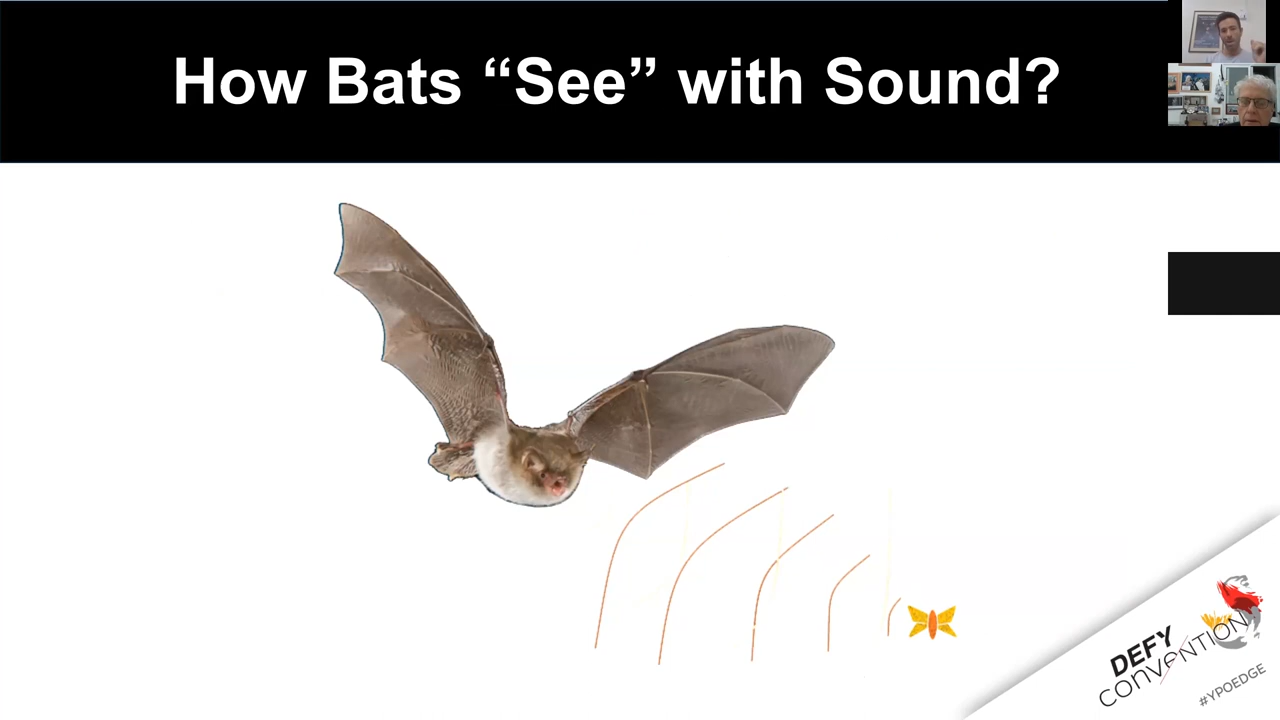 How Bats “See” with Sound?
DEFY
CONVENTION
#YPOEDGE